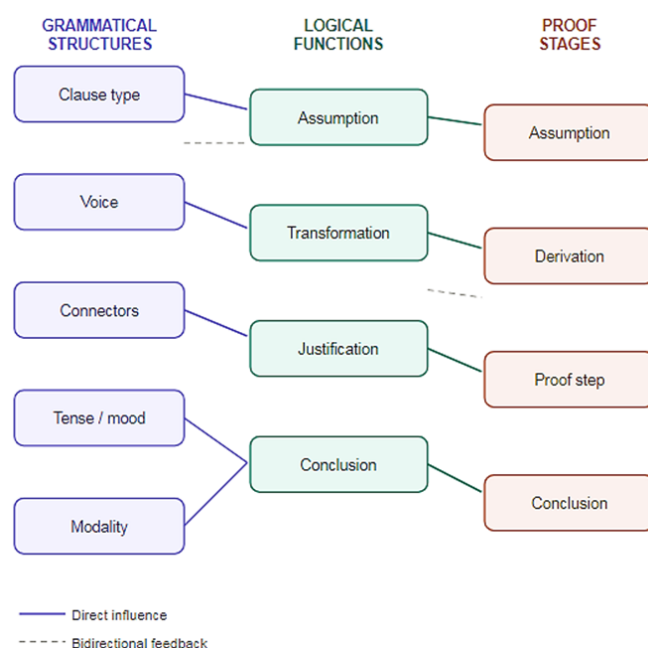 GRAMMATICAL
STRUCTURES
LOGICAL
FUNCTIONS
PROOF
STAGES
Clause type
Assumption
Assumption
Voice
Transformation
Derivation
Connectors
Justification
Proof step
Tense / mood
Conclusion
Conclusion
Modality
Direct influence
Bidirectional feedback